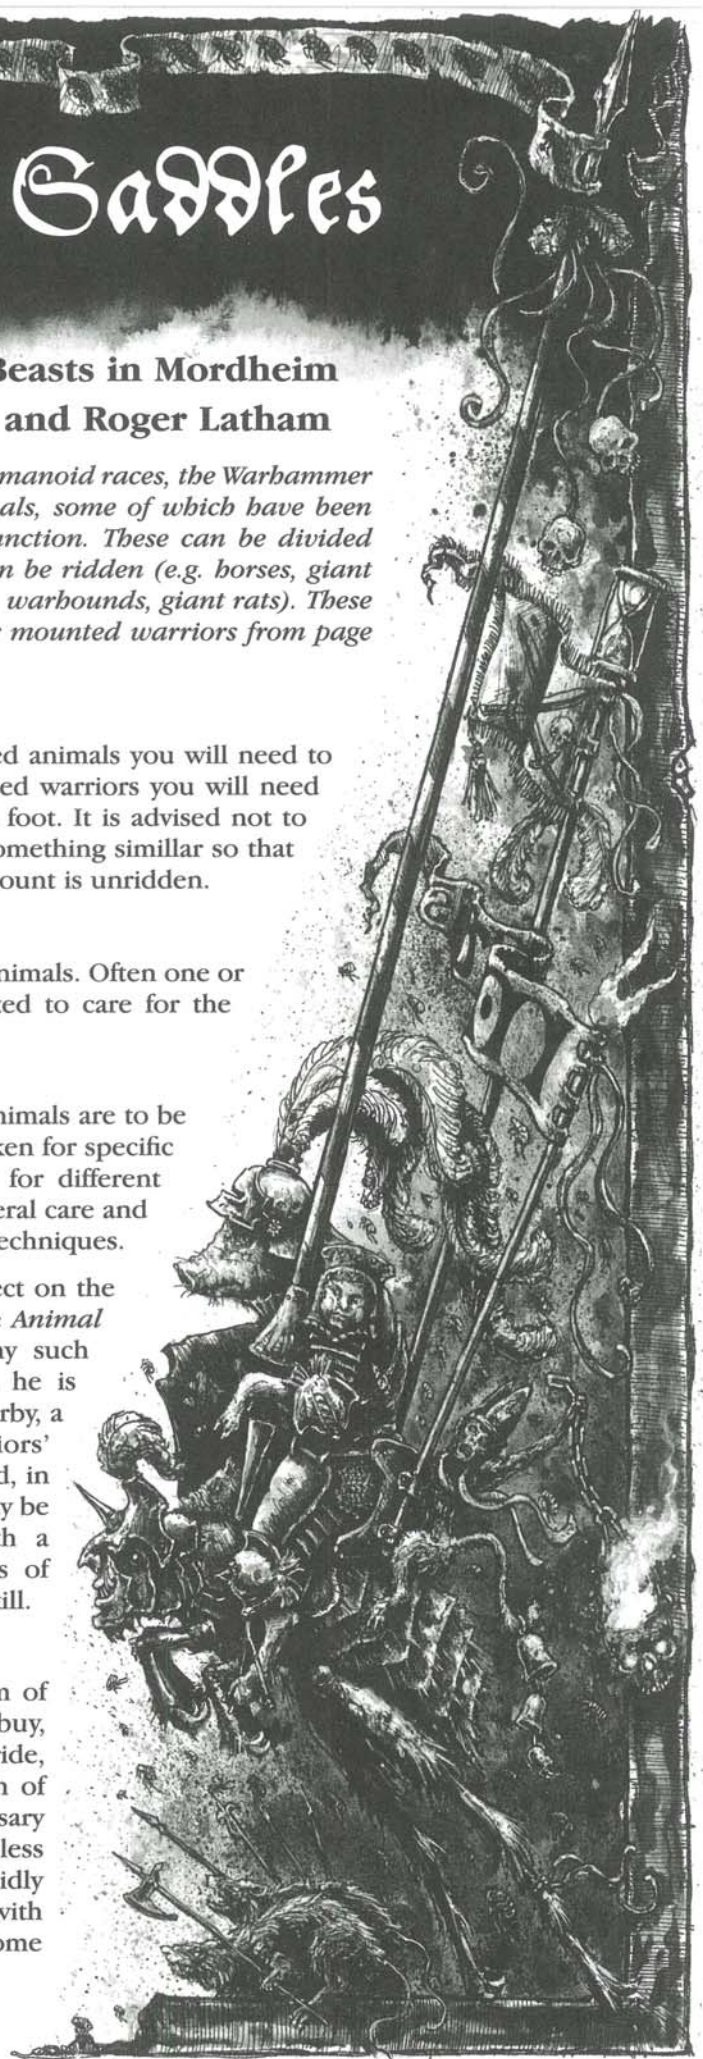 Saddles
Beasts in Mordheim
and Roger Latham
manoid races, the Warhammer
als, some of which have been
unction. These can be divided
n be ridden (e.g. horses, giant
warhounds, giant rats). These
mounted warriors from page
ed animals you will need to
ed warriors you will need
foot. It is advised not to
omething simillar so that
ount is unridden.
nimals. Often one or
ted to care for the
nimals are to be
ken for specific
for different
eral care and
echniques.
ect on the
Animal
ny such
he is
rby, a
iors'
d, in
y be
h a
s of
ill.
n of
buy,
ride,
n of
sary
less
idly
with
ome